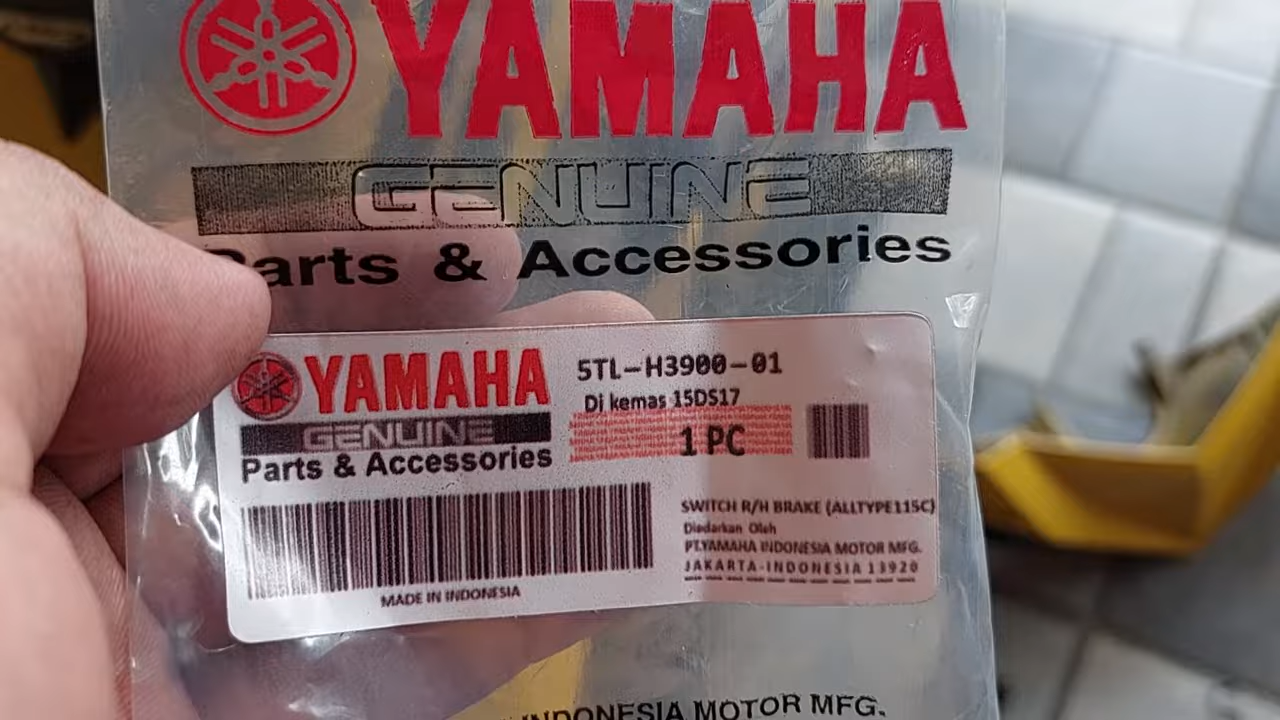 YAMAHA
GENUINE
Parts & Accessories
YAMAHA
GENUINE
Parts & Accessories
MADE IN INDONESIA
5TL-H3900-01
Di kemas 15DS17
1 PC
SWITCH R/H BRAKE (ALLTYPE115C)
Diedarkan Oleh
PT.YAMAHA INDONESIA MOTOR MFG.
JAKARTA-INDONESIA 13920
INDONESIA MOTOR MFG.